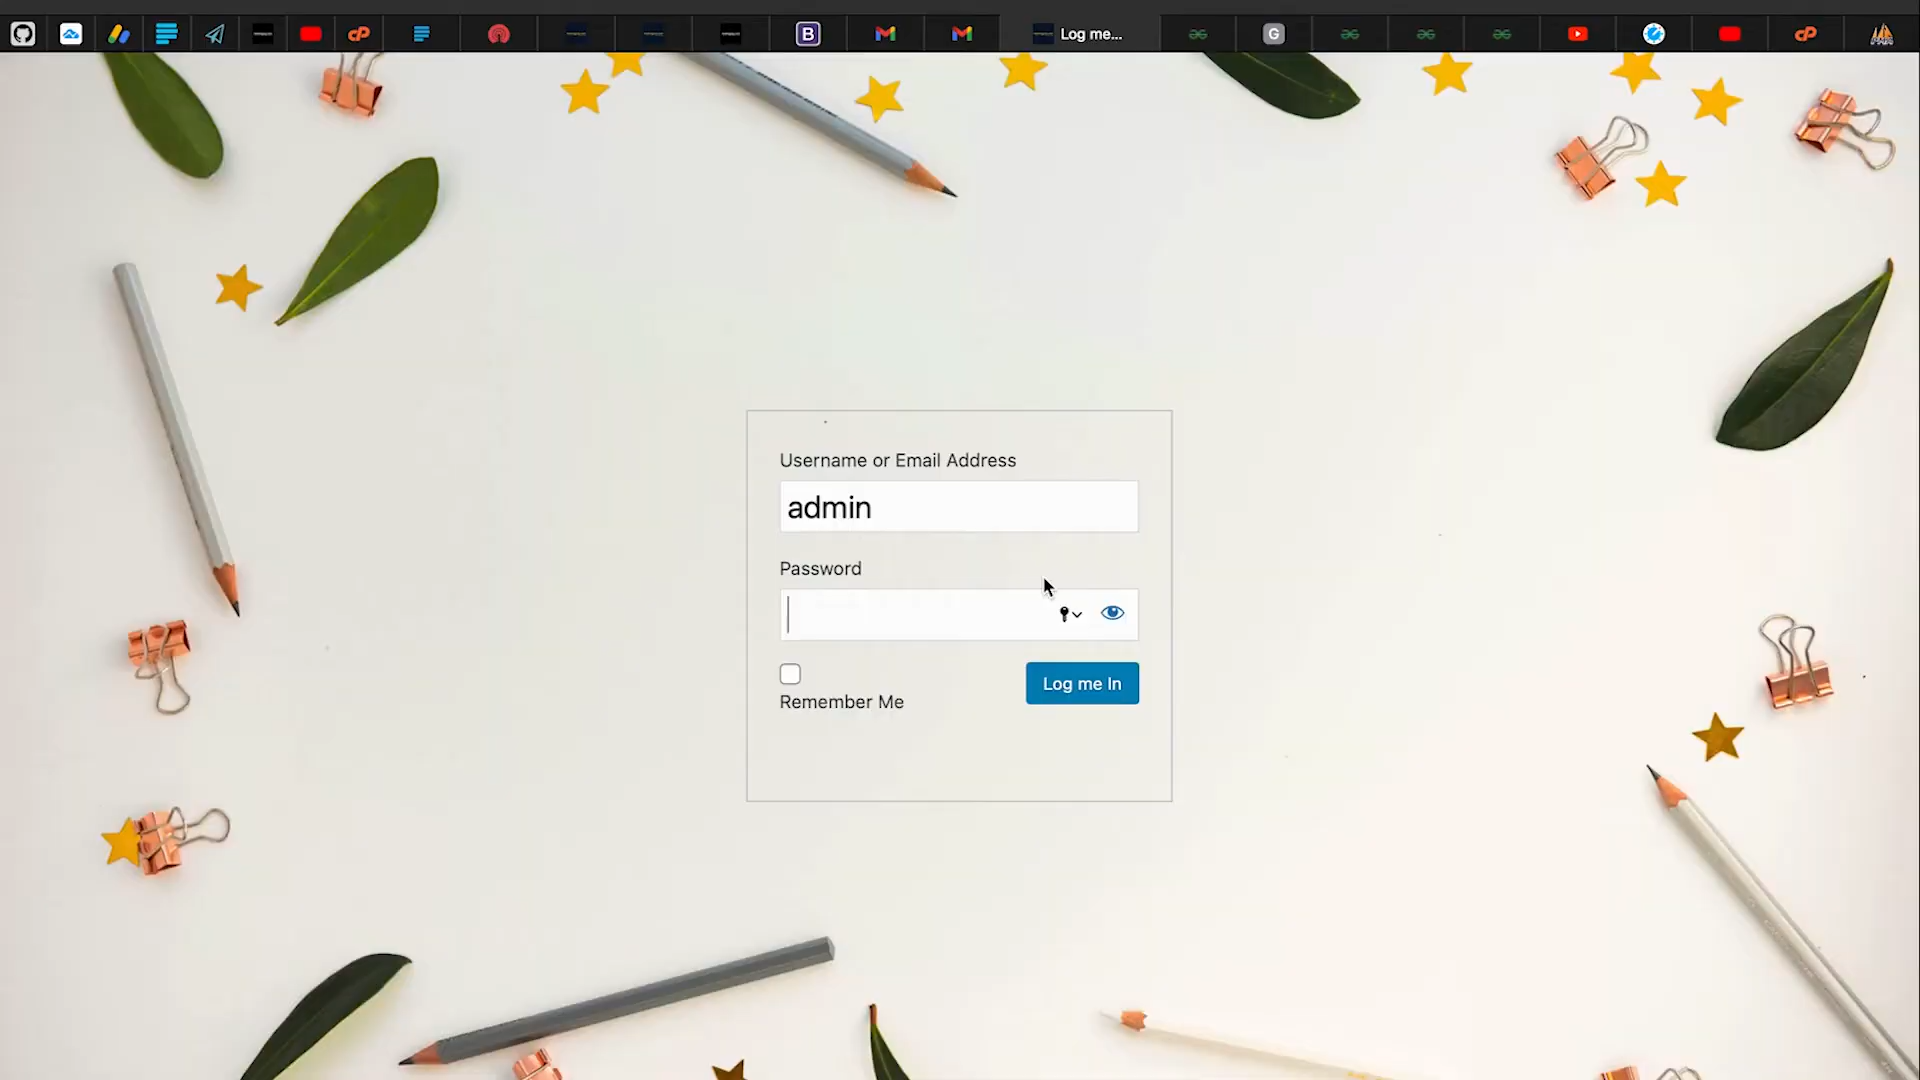 Log me...
B
G
Username or Email Address
admin
Password
Remember Me
Log me In